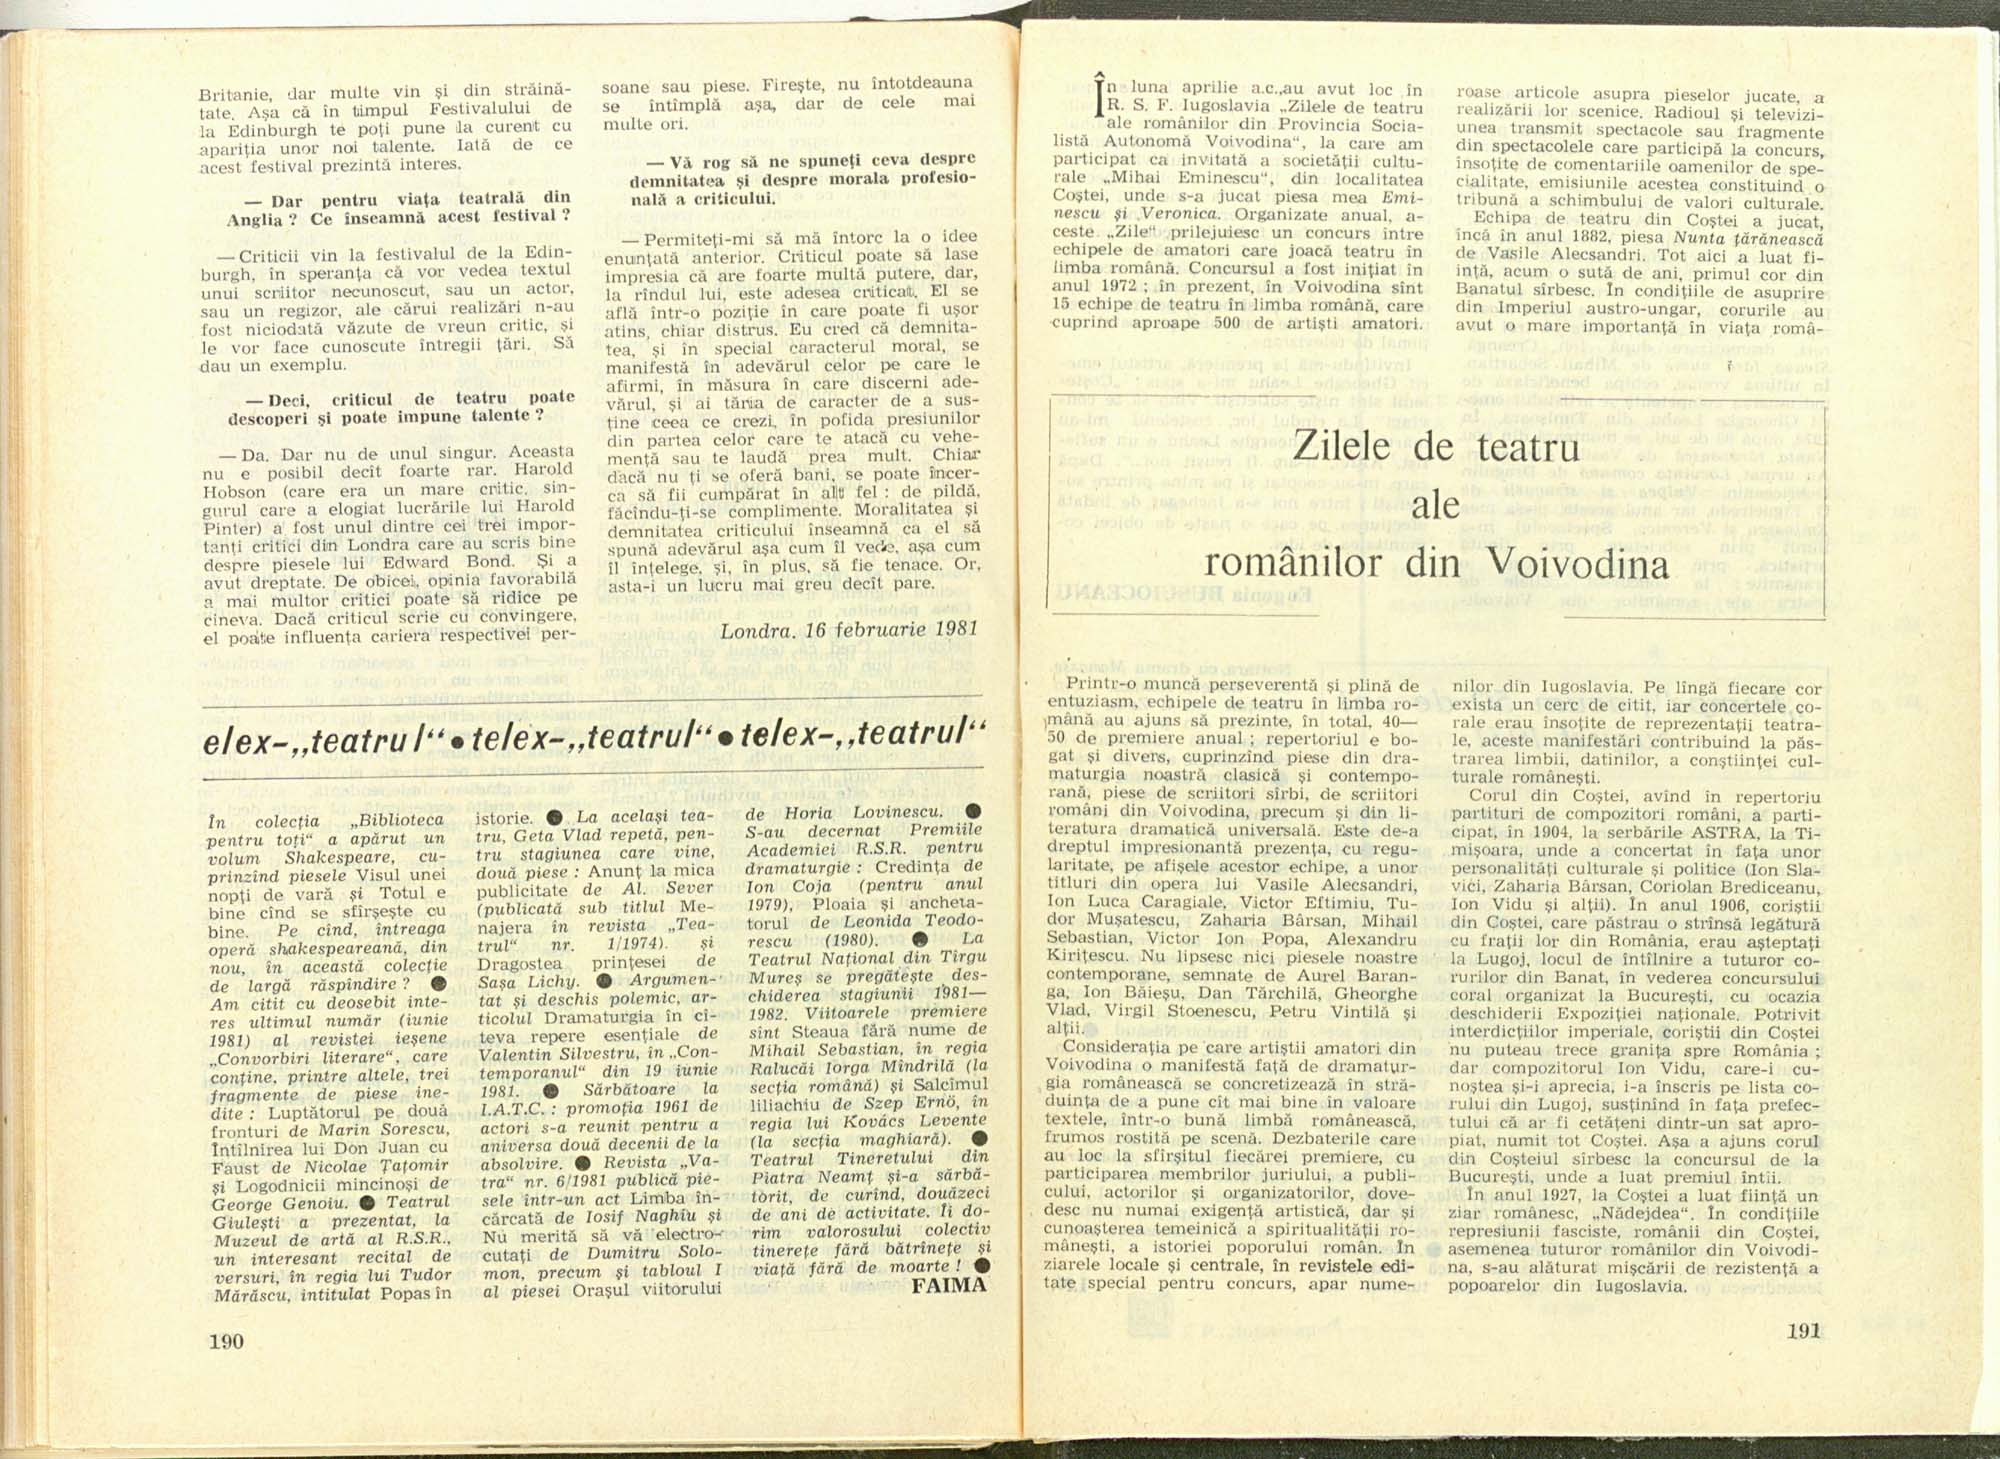 Britanie, dar multe vin și din străină-
tate. Așa că în timpul Festivalului de
la Edinburgh te poți pune la curent cu
apariția unor noi talente. Iată de ce
acest festival prezintă interes.
— Dar pentru viața teatrală din
Anglia ? Ce înseamnă acest festival ?
— Criticii vin la festivalul de la Edin-
burgh, în speranța că vor vedea textul
unui scriitor necunoscut, sau un actor,
sau un regizor, ale cărui realizări n-au
fost niciodată văzute de vreun critic, și
le vor face cunoscute întregii țări. Să
dau un exemplu.
— Deci, criticul de teatru poate
descoperi și poate impune talente ?
— Da. Dar nu de unul singur. Aceasta
nu e posibil decît foarte rar. Harold
Hobson (care era un mare critic, sin-
gurul care a elogiat lucrările lui Harold
Pinter) a fost unul dintre cei trei impor-
tanți critici din Londra care au scris bine
despre piesele lui Edward Bond. Și a
avut dreptate. De obicei, opinia favorabilă
a mai multor critici poate să ridice pe
cineva. Dacă criticul scrie cu convingere,
el poate influența cariera respectivei per-
soane sau piese. Firește, nu întotdeauna
se întîmplă așa, dar de cele mai
multe ori.
— Vă rog să ne spuneți ceva despre
demnitatea și despre morala profesio-
nală a criticului.
— Permiteți-mi să mă întorc la o idee
enunțată anterior. Criticul poate să lase
impresia că are foarte multă putere, dar,
la rîndul lui, este adesea criticat. El se
află într-o poziție în care poate fi ușor
atins, chiar distrus. Eu cred că demnita-
tea, și în special caracterul moral, se
manifestă în adevărul celor pe care le
afirmi, în măsura în care discerni ade-
vărul, și ai tăria de caracter de a sus-
ține ceea ce crezi, în pofida presiunilor
din partea celor care te atacă cu vehe-
mență sau te laudă prea mult. Chiar
dacă nu ți se oferă bani, se poate încer-
ca să fii cumpărat în alt fel : de pildă,
făcîndu-ți-se complimente. Moralitatea și
demnitatea criticului înseamnă ca el să
spună adevărul așa cum îl vede, așa cum
îl înțelege, și, în plus, să fie tenace. Or,
asta-i un lucru mai greu decît pare.
Londra, 16 februarie 1981
elex-„teatrul“ ● telex-„teatrul“ ● telex-„teatrul“
În colecția „Biblioteca
pentru toți“ a apărut un
volum Shakespeare, cu-
prinzînd piesele Visul unei
nopți de vară și Totul e
bine cînd se sfîrșește cu
bine. Pe cînd, întreaga
operă shakespeareană, din
nou, în această colecție
de largă răspîndire ? ●
Am citit cu deosebit inte-
res ultimul număr (iunie
1981) al revistei ieșene
„Convorbiri literare“, care
conține, printre altele, trei
fragmente de piese ine-
dite : Luptătorul pe două
fronturi de Marin Sorescu,
Întîlnirea lui Don Juan cu
Faust de Nicolae Țațomir
și Logodnicii mincinoși de
George Genoiu. ● Teatrul
Giulești a prezentat, la
Muzeul de artă al R.S.R.,
un interesant recital de
versuri, în regia lui Tudor
Mărăscu, intitulat Popas în
istorie. ● La același tea-
tru, Geta Vlad repetă, pen-
tru stagiunea care vine,
două piese : Anunț la mica
publicitate de Al. Sever
(publicată sub titlul Me-
najera în revista „Tea-
trul“ nr. 1/1974). și
Dragostea prințesei de
Sașa Lichy. ● Argumen-
tat și deschis polemic, ar-
ticolul Dramaturgia în cî-
teva repere esențiale de
Valentin Silvestru, în „Con-
temporanul“ din 19 iunie
1981. ● Sărbătoare la
I.A.T.C. : promoția 1961 de
actori s-a reunit pentru a
aniversa două decenii de la
absolvire. ● Revista „Va-
tra“ nr. 6/1981 publică pie-
sele într-un act Limba în-
cărcată de Iosif Naghiu și
Nu merită să vă electro-
cutați de Dumitru Solo-
mon, precum și tabloul I
al piesei Orașul viitorului
de Horia Lovinescu. ●
S-au decernat Premiile
Academiei R.S.R. pentru
dramaturgie : Credința de
Ion Coja (pentru anul
1979), Ploaia și ancheta-
torul de Leonida Teodo-
rescu (1980). ● La
Teatrul Național din Tîrgu
Mureș se pregătește des-
chiderea stagiunii 1981—
1982. Viitoarele premiere
sînt Steaua fără nume de
Mihail Sebastian, în regia
Ralucăi Iorga Mîndrilă (la
secția română) și Salcîmul
liliachiu de Szep Ernö, în
regia lui Kovács Levente
(la secția maghiară). ●
Teatrul Tineretului din
Piatra Neamț și-a sărbă-
torit, de curînd, douăzeci
de ani de activitate. Îi do-
rim valorosului colectiv
tinerețe fără bătrînețe și
viață fără de moarte ! ●
FAIMA
190
În luna aprilie a.c.,au avut loc în
R. S. F. Iugoslavia „Zilele de teatru
ale românilor din Provincia Socia-
listă Autonomă Voivodina“, la care am
participat ca invitată a societății cultu-
rale „Mihai Eminescu“, din localitatea
Coștei, unde s-a jucat piesa mea Emi-
nescu și Veronica. Organizate anual, a-
ceste „Zile“ prilejuiesc un concurs între
echipele de amatori care joacă teatru în
limba română. Concursul a fost inițiat în
anul 1972 ; în prezent, în Voivodina sînt
15 echipe de teatru în limba română, care
cuprind aproape 500 de artiști amatori.
roase articole asupra pieselor jucate, a
realizării lor scenice. Radioul și televizi-
unea transmit spectacole sau fragmente
din spectacolele care participă la concurs,
însoțite de comentariile oamenilor de spe-
cialitate, emisiunile acestea constituind o
tribună a schimbului de valori culturale.
Echipa de teatru din Coștei a jucat,
încă în anul 1882, piesa Nunta țărănească
de Vasile Alecsandri. Tot aici a luat fi-
ință, acum o sută de ani, primul cor din
Banatul sîrbesc. În condițiile de asuprire
din Imperiul austro-ungar, corurile au
avut o mare importanță în viața romă-
Zilele de teatru
ale
românilor din Voivodina
Printr-o muncă perseverentă și plină de
entuziasm, echipele de teatru în limba ro-
mână au ajuns să prezinte, în total, 40—
50 de premiere anual ; repertoriul e bo-
gat și divers, cuprinzînd piese din dra-
maturgia noastră clasică și contempo-
rană, piese de scriitori sîrbi, de scriitori
români din Voivodina, precum și din li-
teratura dramatică universală. Este de-a
dreptul impresionantă prezența, cu regu-
laritate, pe afișele acestor echipe, a unor
titluri din opera lui Vasile Alecsandri,
Ion Luca Caragiale, Victor Eftimiu, Tu-
dor Mușatescu, Zaharia Bârsan, Mihail
Sebastian, Victor Ion Popa, Alexandru
Kirițescu. Nu lipsesc nici piesele noastre
contemporane, semnate de Aurel Baran-
ga, Ion Băieșu, Dan Tărchilă, Gheorghe
Vlad, Virgil Stoenescu, Petru Vintilă și
alții.
Considerația pe care artiștii amatori din
Voivodina o manifestă față de dramatur-
gia românească se concretizează în stră-
duința de a pune cît mai bine în valoare
textele, într-o bună limbă românească,
frumos rostită pe scenă. Dezbaterile care
au loc la sfîrșitul fiecărei premiere, cu
participarea membrilor juriului, a publi-
cului, actorilor și organizatorilor, dove-
desc nu numai exigență artistică, dar și
cunoașterea temeinică a spiritualității ro-
mânești, a istoriei poporului român. În
ziarele locale și centrale, în revistele edi-
tate special pentru concurs, apar nume-
nilor din Iugoslavia. Pe lîngă fiecare cor
exista un cerc de citit, iar concertele co-
rale erau însoțite de reprezentații teatra-
le, aceste manifestări contribuind la păs-
trarea limbii, datinilor, a conștiinței cul-
turale românești.
Corul din Coștei, avînd în repertoriu
partituri de compozitori români, a parti-
cipat, în 1904, la serbările ASTRA, la Ti-
mișoara, unde a concertat în fața unor
personalități culturale și politice (Ion Sla-
vici, Zaharia Bârsan, Coriolan Brediceanu,
Ion Vidu și alții). În anul 1906, coriștii
din Coștei, care păstrau o strînsă legătură
cu frații lor din România, erau așteptați
la Lugoj, locul de întîlnire a tuturor co-
rurilor din Banat, în vederea concursului
coral organizat la București, cu ocazia
deschiderii Expoziției naționale. Potrivit
interdicțiilor imperiale, coriștii din Coștei
nu puteau trece granița spre România ;
dar compozitorul Ion Vidu, care-i cu-
noștea și-i aprecia, i-a înscris pe lista co-
rului din Lugoj, susținînd în fața prefec-
tului că ar fi cetățeni dintr-un sat apro-
piat, numit tot Coștei. Așa a ajuns corul
din Coșteiul sîrbesc la concursul de la
București, unde a luat premiul întîi.
În anul 1927, la Coștei a luat ființă un
ziar românesc, „Nădejdea“. În condițiile
represiunii fasciste, românii din Coștei,
asemenea tuturor românilor din Voivodi-
na, s-au alăturat mișcării de rezistență a
popoarelor din Iugoslavia.
191